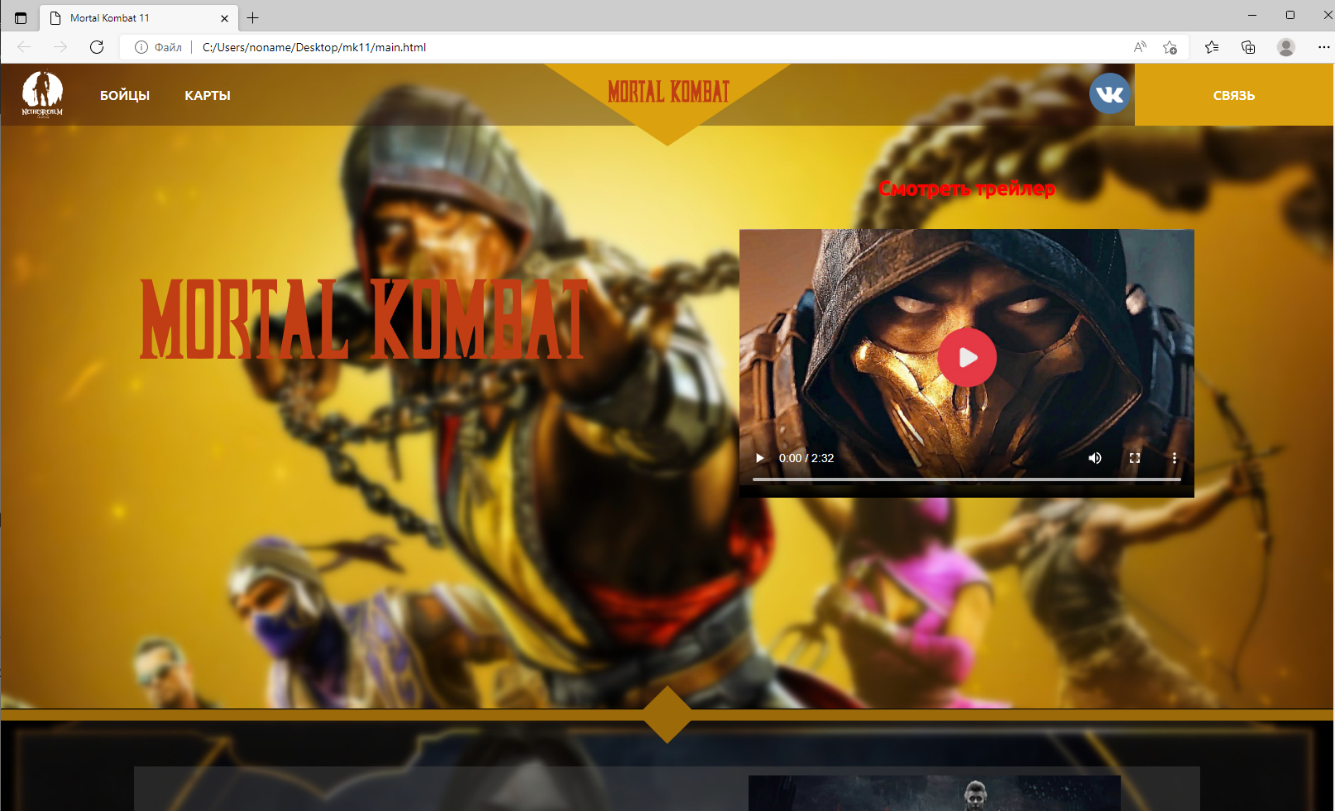 Mortal Kombat 11
Файл
C:/Users/noname/Desktop/mk11/main.html
NETHERREALM
БОЙЦЫ
КАРТЫ
MORTAL KOMBAT
СВЯЗЬ
Смотреть трейлер
MORTAL KOMBAT
0:00 / 2:32